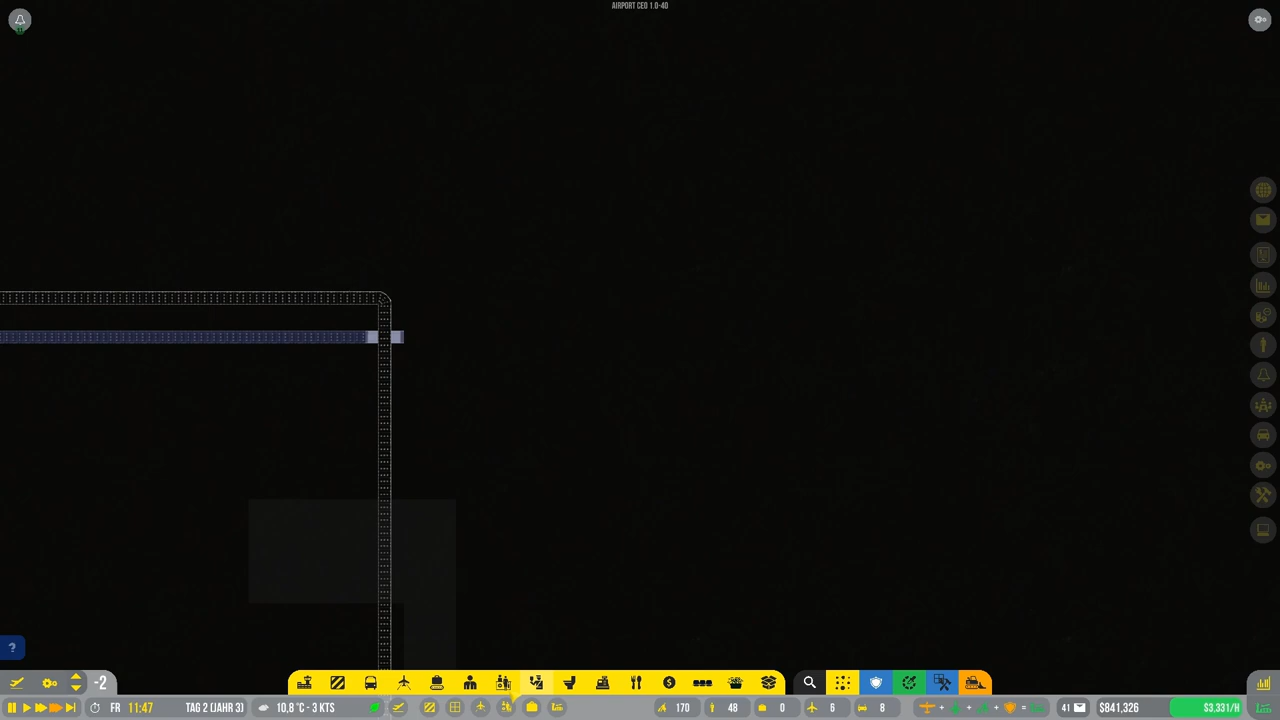 AIRPORT CEO 1.0-40
?
-2
FR 11:47 TAG 2 (JAHR 3) 10,8°C - 3 KTS 170 48 0 6 8 41 $841,326 $3,331/H